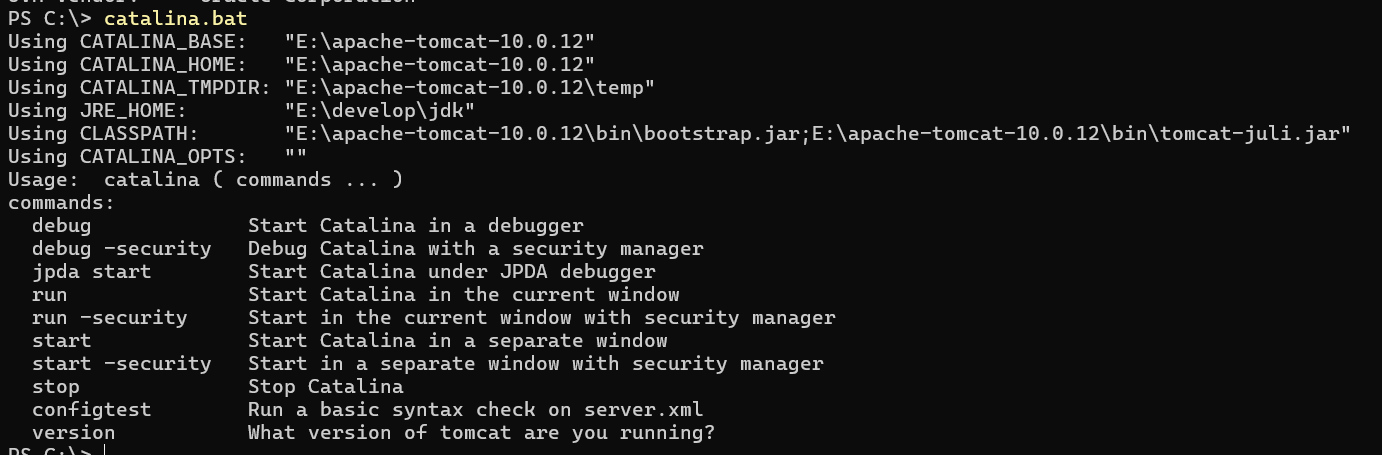 PS C:\> catalina.bat
Using CATALINA_BASE:   "E:\apache-tomcat-10.0.12"
Using CATALINA_HOME:   "E:\apache-tomcat-10.0.12"
Using CATALINA_TMPDIR: "E:\apache-tomcat-10.0.12\temp"
Using JRE_HOME:        "E:\develop\jdk"
Using CLASSPATH:       "E:\apache-tomcat-10.0.12\bin\bootstrap.jar;E:\apache-tomcat-10.0.12\bin\tomcat-juli.jar"
Using CATALINA_OPTS:   ""
Usage:  catalina ( commands ... )
commands:
  debug             Start Catalina in a debugger
  debug -security   Debug Catalina with a security manager
  jpda start        Start Catalina under JPDA debugger
  run               Start Catalina in the current window
  run -security     Start in the current window with security manager
  start             Start Catalina in a separate window
  start -security   Start in a separate window with security manager
  stop              Stop Catalina
  configtest        Run a basic syntax check on server.xml
  version           What version of tomcat are you running?
PS C:\>